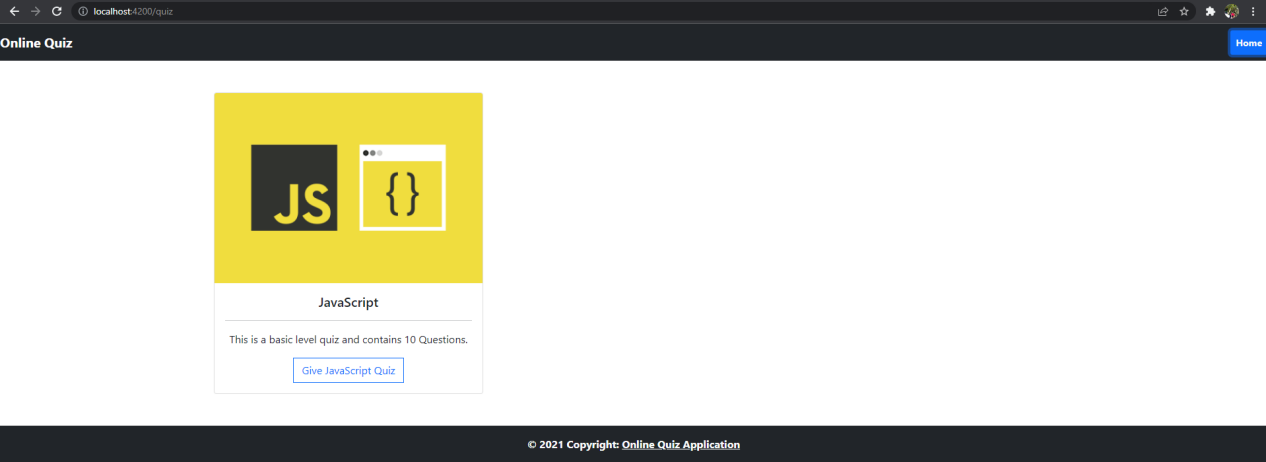 localhost:4200/quiz
Online Quiz
Home
JS
{ }
JavaScript
This is a basic level quiz and contains 10 Questions.
Give JavaScript Quiz
© 2021 Copyright: Online Quiz Application